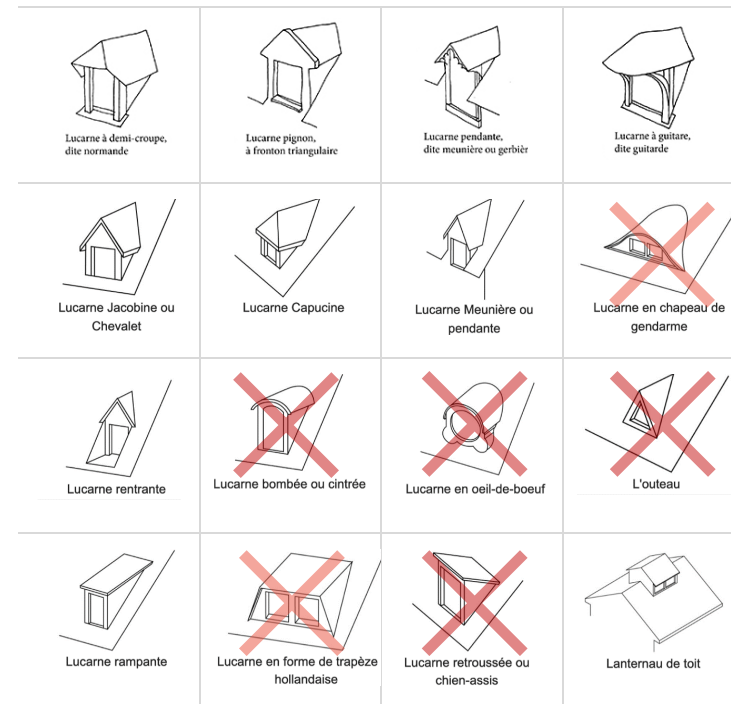 Lucarne à demi-croupe,
dite normande
Lucarne pignon,
à fronton triangulaire
Lucarne pendante,
dite meunière ou gerbièr
Lucarne à guitare,
dite guitarde
Lucarne Jacobine ou
Chevalet
Lucarne Capucine
Lucarne Meunière ou
pendante
Lucarne en chapeau de
gendarme
Lucarne rentrante
Lucarne bombée ou cintrée
Lucarne en oeil-de-boeuf
L'outeau
Lucarne rampante
Lucarne en forme de trapèze
hollandaise
Lucarne retroussée ou
chien-assis
Lanternau de toit